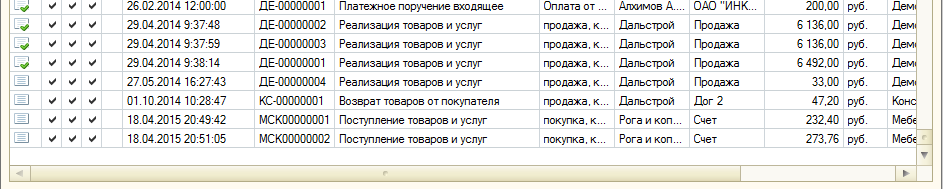 26.02.2014 12:00:00 ДЕ-00000001 Платежное поручение входящее Оплата от ... Алхимов А.... ОАО "ИНК... 200,00 руб. Демо
29.04.2014 9:37:48 ДЕ-00000002 Реализация товаров и услуг продажа, к... Дальстрой Продажа 6 136,00 руб. Демо
29.04.2014 9:37:59 ДЕ-00000003 Реализация товаров и услуг продажа, к... Дальстрой Продажа 6 136,00 руб. Демо
29.04.2014 9:38:14 ДЕ-00000001 Реализация товаров и услуг продажа, к... Дальстрой Продажа 6 492,00 руб. Демо
27.05.2014 16:27:43 ДЕ-00000004 Реализация товаров и услуг продажа, к... Дальстрой Продажа 33,00 руб. Демо
01.10.2014 10:28:47 КС-00000001 Возврат товаров от покупателя продажа, к... Дальстрой Дог 2 47,20 руб. Конс
18.04.2015 20:49:42 МСК00000001 Поступление товаров и услуг покупка, к... Рога и коп... Счет 232,40 руб. Мебе
18.04.2015 20:51:05 МСК00000002 Поступление товаров и услуг покупка, к... Рога и коп... Счет 273,76 руб. Мебе